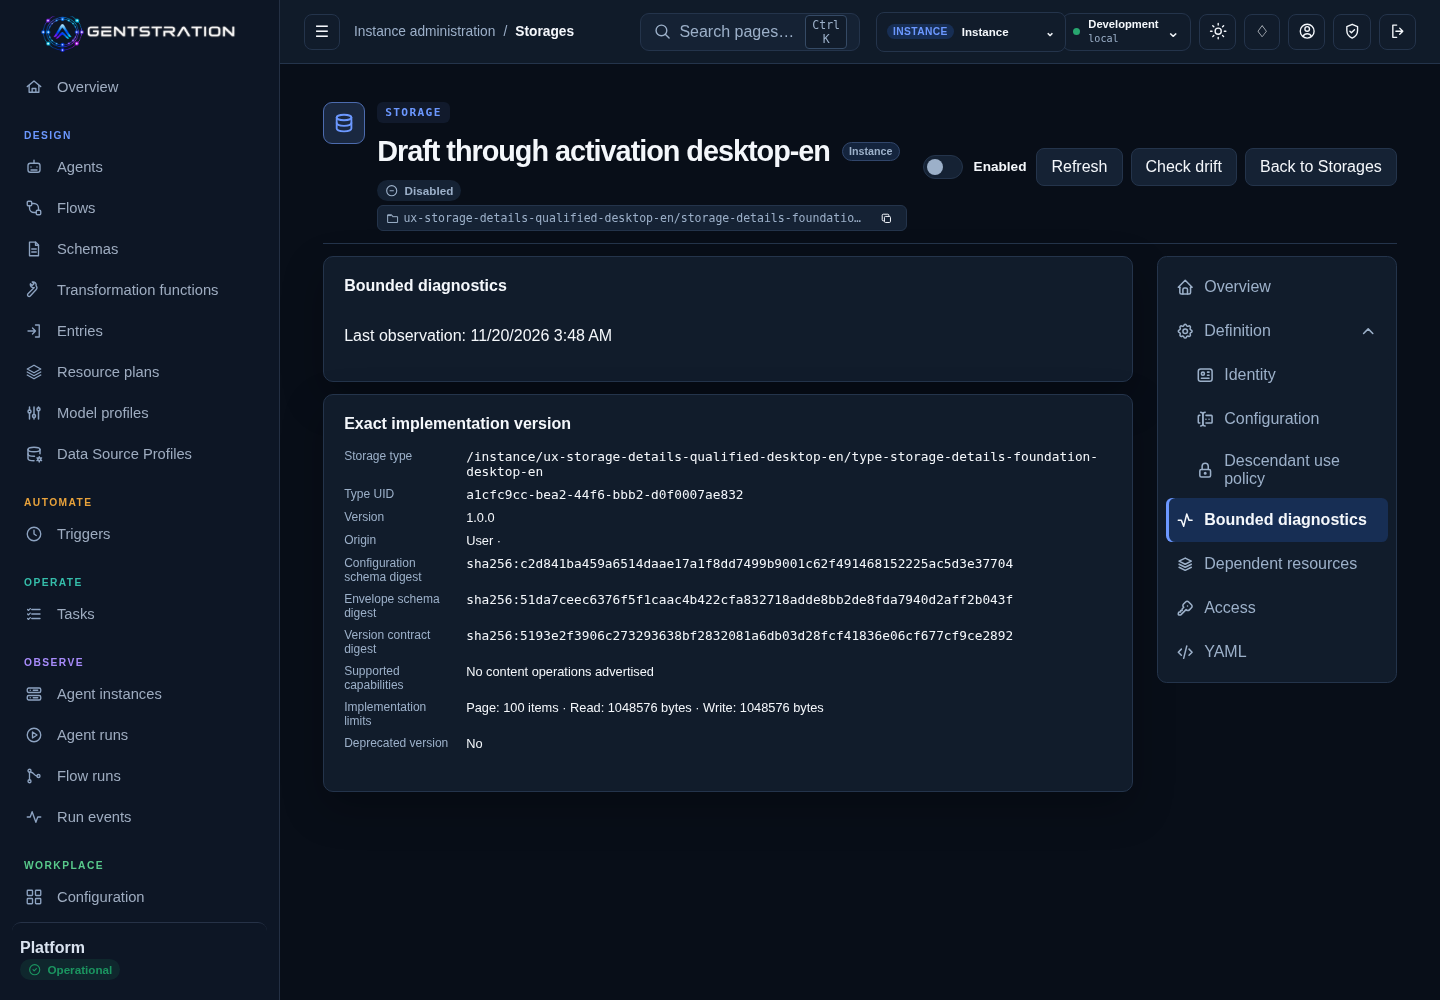 GENTSTRATION
Overview
DESIGN
Agents
Flows
Schemas
Transformation functions
Entries
Resource plans
Model profiles
Data Source Profiles
AUTOMATE
Triggers
OPERATE
Tasks
OBSERVE
Agent instances
Agent runs
Flow runs
Run events
WORKPLACE
Configuration
Platform
Operational
Instance administration / Storages
Search pages… Ctrl K
INSTANCE Instance
Development
local
STORAGE
Draft through activation desktop-en Instance
Disabled
ux-storage-details-qualified-desktop-en/storage-details-foundatio…
Enabled
Refresh
Check drift
Back to Storages
Bounded diagnostics
Last observation: 11/20/2026 3:48 AM
Exact implementation version
Storage type /instance/ux-storage-details-qualified-desktop-en/type-storage-details-foundation-
desktop-en
Type UID a1cfc9cc-bea2-44f6-bbb2-d0f0007ae832
Version 1.0.0
Origin User ·
Configuration schema digest sha256:c2d841ba459a6514daae17a1f8dd7499b9001c62f491468152225ac5d3e37704
Envelope schema digest sha256:51da7ceec6376f5f1caac4b422cfa832718adde8bb2de8fda7940d2aff2b043f
Version contract digest sha256:5193e2f3906c273293638bf2832081a6db03d28fcf41836e06cf677cf9ce2892
Supported capabilities No content operations advertised
Implementation limits Page: 100 items · Read: 1048576 bytes · Write: 1048576 bytes
Deprecated version No
Overview
Definition
Identity
Configuration
Descendant use
policy
Bounded diagnostics
Dependent resources
Access
YAML